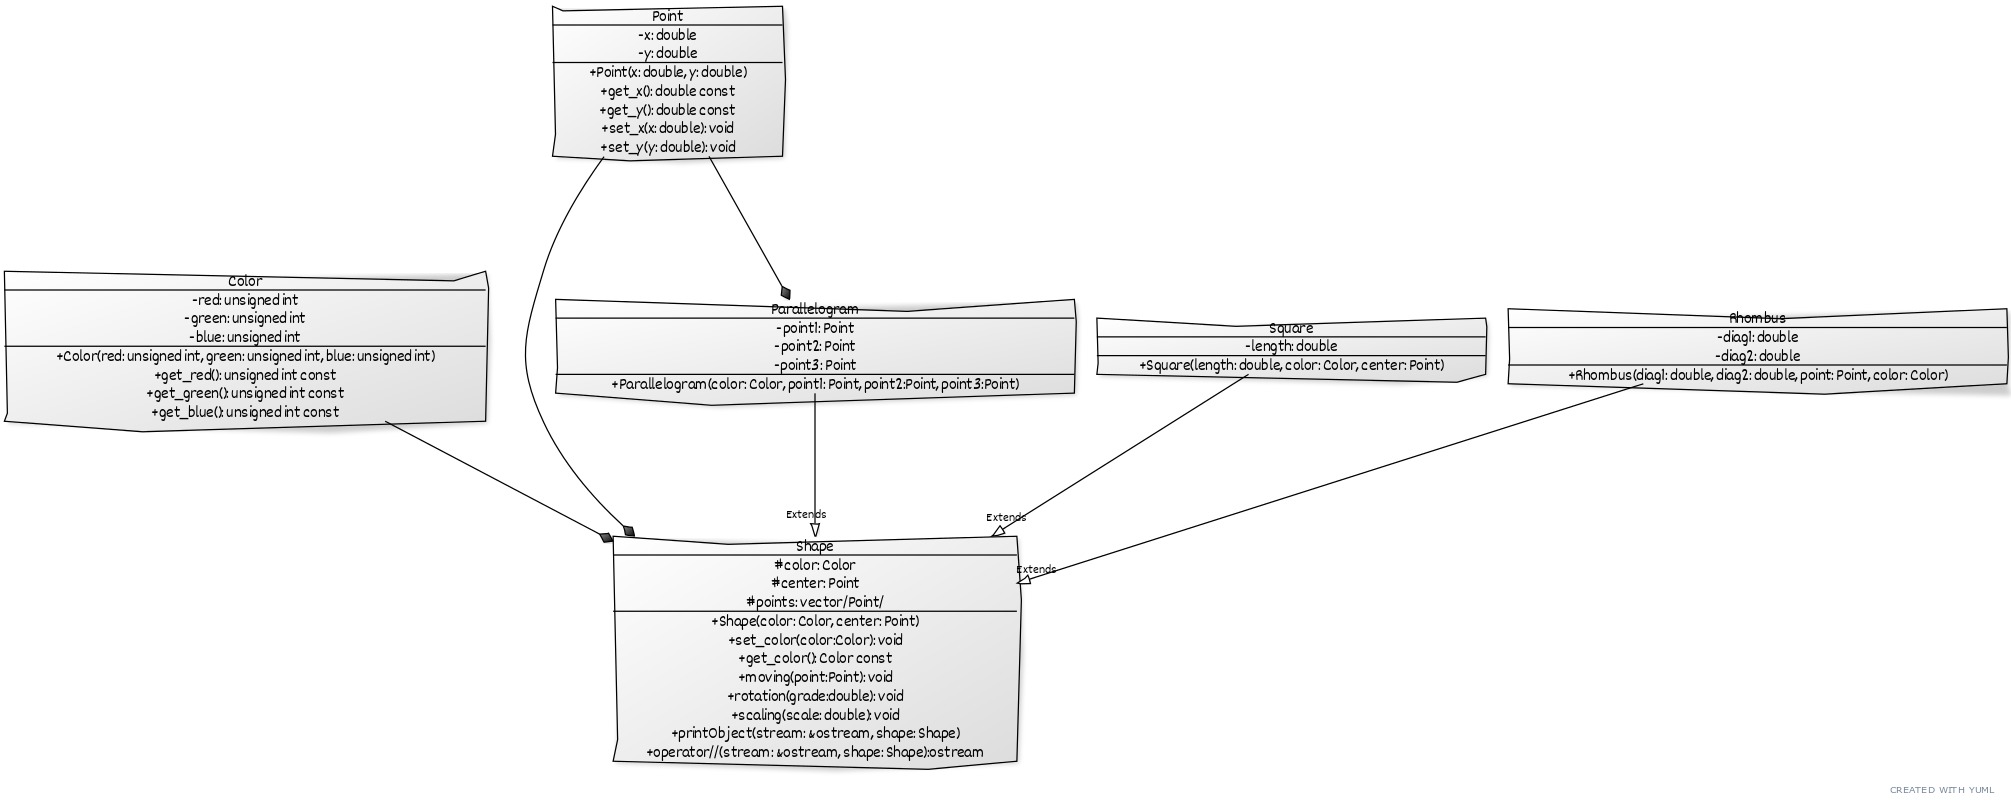 Point
-x: double
-y: double
+Point(x: double, y: double)
+get_x(): double const
+get_y(): double const
+set_x(x: double): void
+set_y(y: double): void
Color
-red: unsigned int
-green: unsigned int
-blue: unsigned int
+Color(red: unsigned int, green: unsigned int, blue: unsigned int)
+get_red(): unsigned int const
+get_green(): unsigned int const
+get_blue(): unsigned int const
Parallelogram
-point1: Point
-point2: Point
-point3: Point
+Parallelogram(color: Color, point1: Point, point2:Point, point3:Point)
Square
-length: double
+Square(length: double, color: Color, center: Point)
Rhombus
-diag1: double
-diag2: double
+Rhombus(diag1: double, diag2: double, point: Point, color: Color)
Extends
Extends
Extends
Shape
#color: Color
#center: Point
#points: vector/Point/
+Shape(color: Color, center: Point)
+set_color(color:Color): void
+get_color(): Color const
+moving(point:Point): void
+rotation(grade:double): void
+scaling(scale: double): void
+printObject(stream: &ostream, shape: Shape)
+operator//(stream: &ostream, shape: Shape):ostream
CREATED WITH YUML